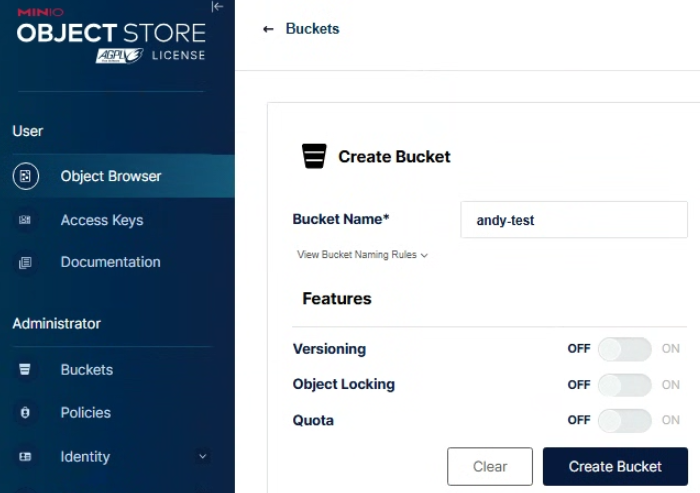 MINIO
OBJECT STORE
AGPLV3 LICENSE
User
Object Browser
Access Keys
Documentation
Administrator
Buckets
Policies
Identity
← Buckets
Create Bucket
Bucket Name* andy-test
View Bucket Naming Rules
Features
Versioning OFF ON
Object Locking OFF ON
Quota OFF ON
Clear Create Bucket